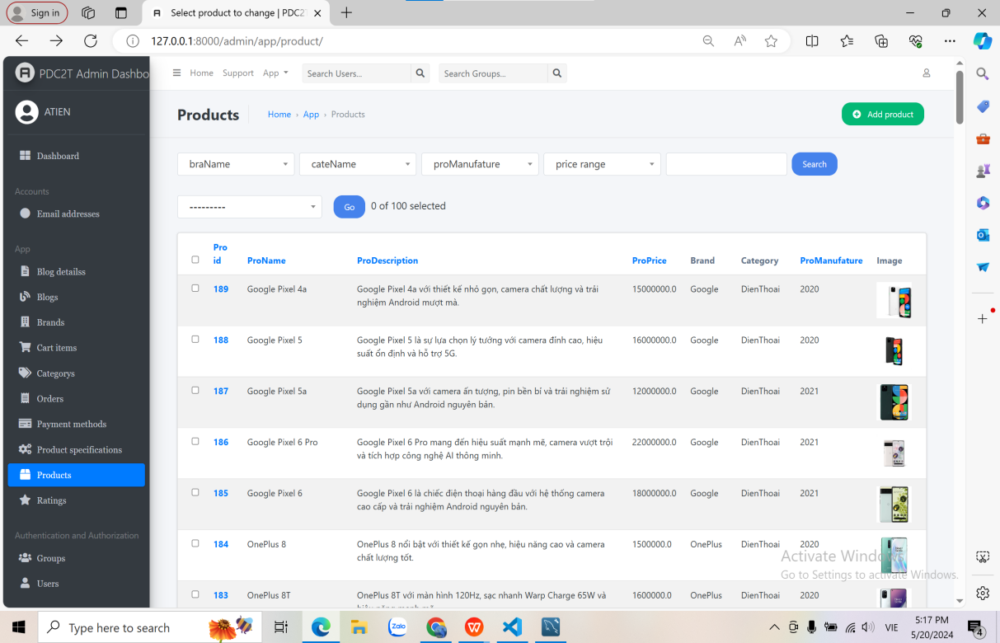 Sign in
Select product to change | PDC2T
127.0.0.1:8000/admin/app/product/
PDC2T Admin Dashbo
Home
Support
App
Search Users...
Search Groups...
ATIEN
Products
Home › App › Products
Add product
Dashboard
Accounts
Email addresses
App
Blog detailss
Blogs
Brands
Cart items
Categorys
Orders
Payment methods
Product specifications
Products
Ratings
Authentication and Authorization
Groups
Users
braName
cateName
proManufature
price range
Search
---------
Go
0 of 100 selected
Pro id
ProName
ProDescription
ProPrice
Brand
Category
ProManufature
Image
189
Google Pixel 4a
Google Pixel 4a với thiết kế nhỏ gọn, camera chất lượng và trải
nghiệm Android mượt mà.
15000000.0
Google
DienThoai
2020
188
Google Pixel 5
Google Pixel 5 là sự lựa chọn lý tưởng với camera đỉnh cao, hiệu
suất ổn định và hỗ trợ 5G.
16000000.0
Google
DienThoai
2020
187
Google Pixel 5a
Google Pixel 5a với camera ấn tượng, pin bền bỉ và trải nghiệm sử
dụng gần như Android nguyên bản.
12000000.0
Google
DienThoai
2021
186
Google Pixel 6 Pro
Google Pixel 6 Pro mang đến hiệu suất mạnh mẽ, camera vượt trội
và tích hợp công nghệ AI thông minh.
22000000.0
Google
DienThoai
2021
185
Google Pixel 6
Google Pixel 6 là chiếc điện thoại hàng đầu với hệ thống camera
cao cấp và trải nghiệm Android nguyên bản.
18000000.0
Google
DienThoai
2021
184
OnePlus 8
OnePlus 8 nổi bật với thiết kế gọn nhẹ, hiệu năng cao và camera
chất lượng tốt.
1500000.0
OnePlus
DienThoai
2020
183
OnePlus 8T
OnePlus 8T với màn hình 120Hz, sạc nhanh Warp Charge 65W và
1600000.0
OnePlus
DienThoai
2020
Activate Windows
Go to Settings to activate Windows.
Type here to search
Zalo
VIE
5:17 PM
5/20/2024
4